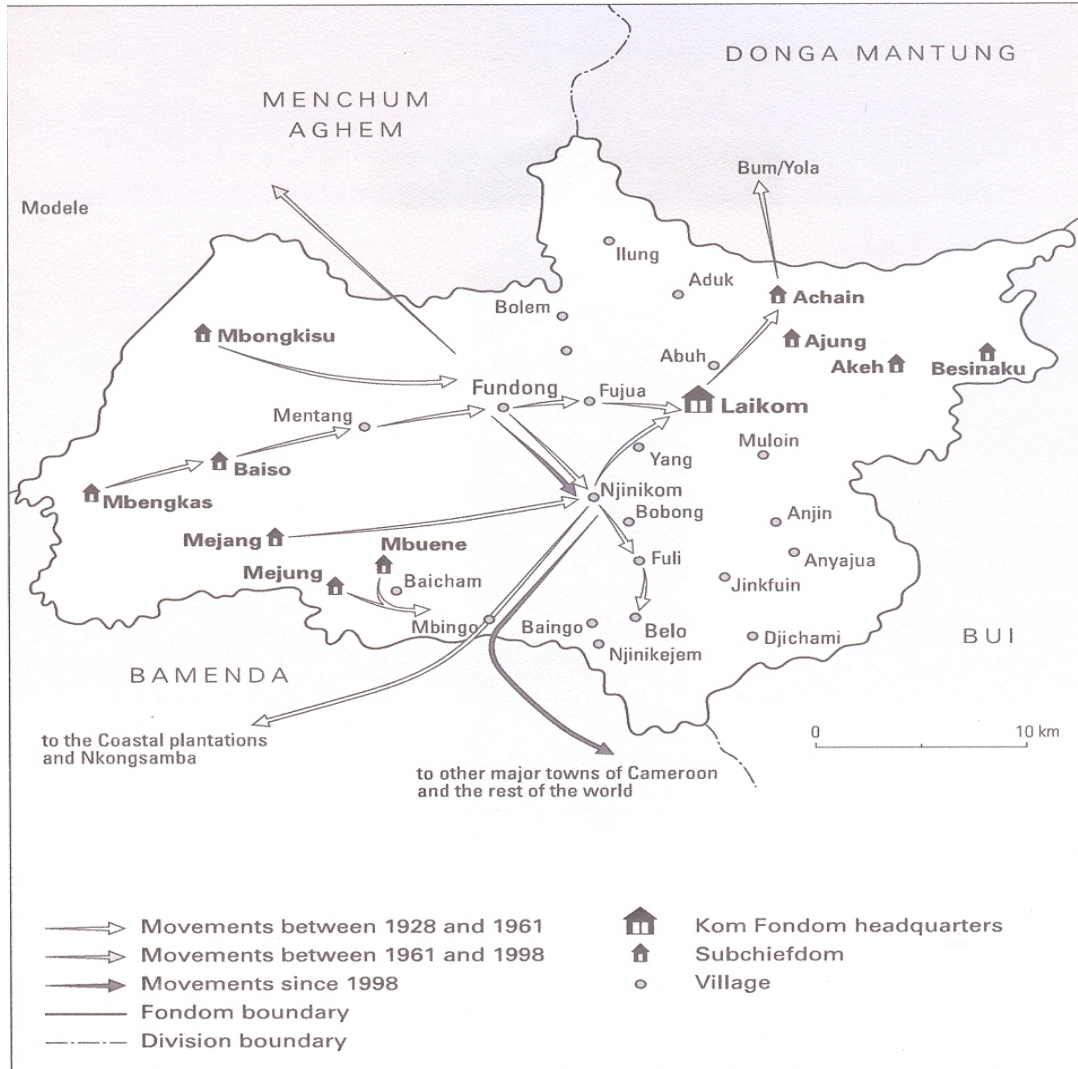 DONGA MANTUNG
MENCHUM
AGHEM
Bum/Yola
Modele
Ilung
Aduk
Achain
Bolem
Mbongkisu
Ajung
Abuh
Akeh
Besinaku
Fundong
Fujua
Laikom
Mentang
Muloin
Yang
Baiso
Njinikom
Mbengkas
Bobong
Anjin
Mejang
Mbuene
Fuli
Anyajua
Mejung
Baicham
Jinkfuin
Mbingo
Baingo
Belo
Djichami
BUI
Njinikejem
BAMENDA
0 10 km
to the Coastal plantations
and Nkongsamba
to other major towns of Cameroon
and the rest of the world
Movements between 1928 and 1961
Kom Fondom headquarters
Movements between 1961 and 1998
Subchiefdom
Movements since 1998
Village
Fondom boundary
Division boundary